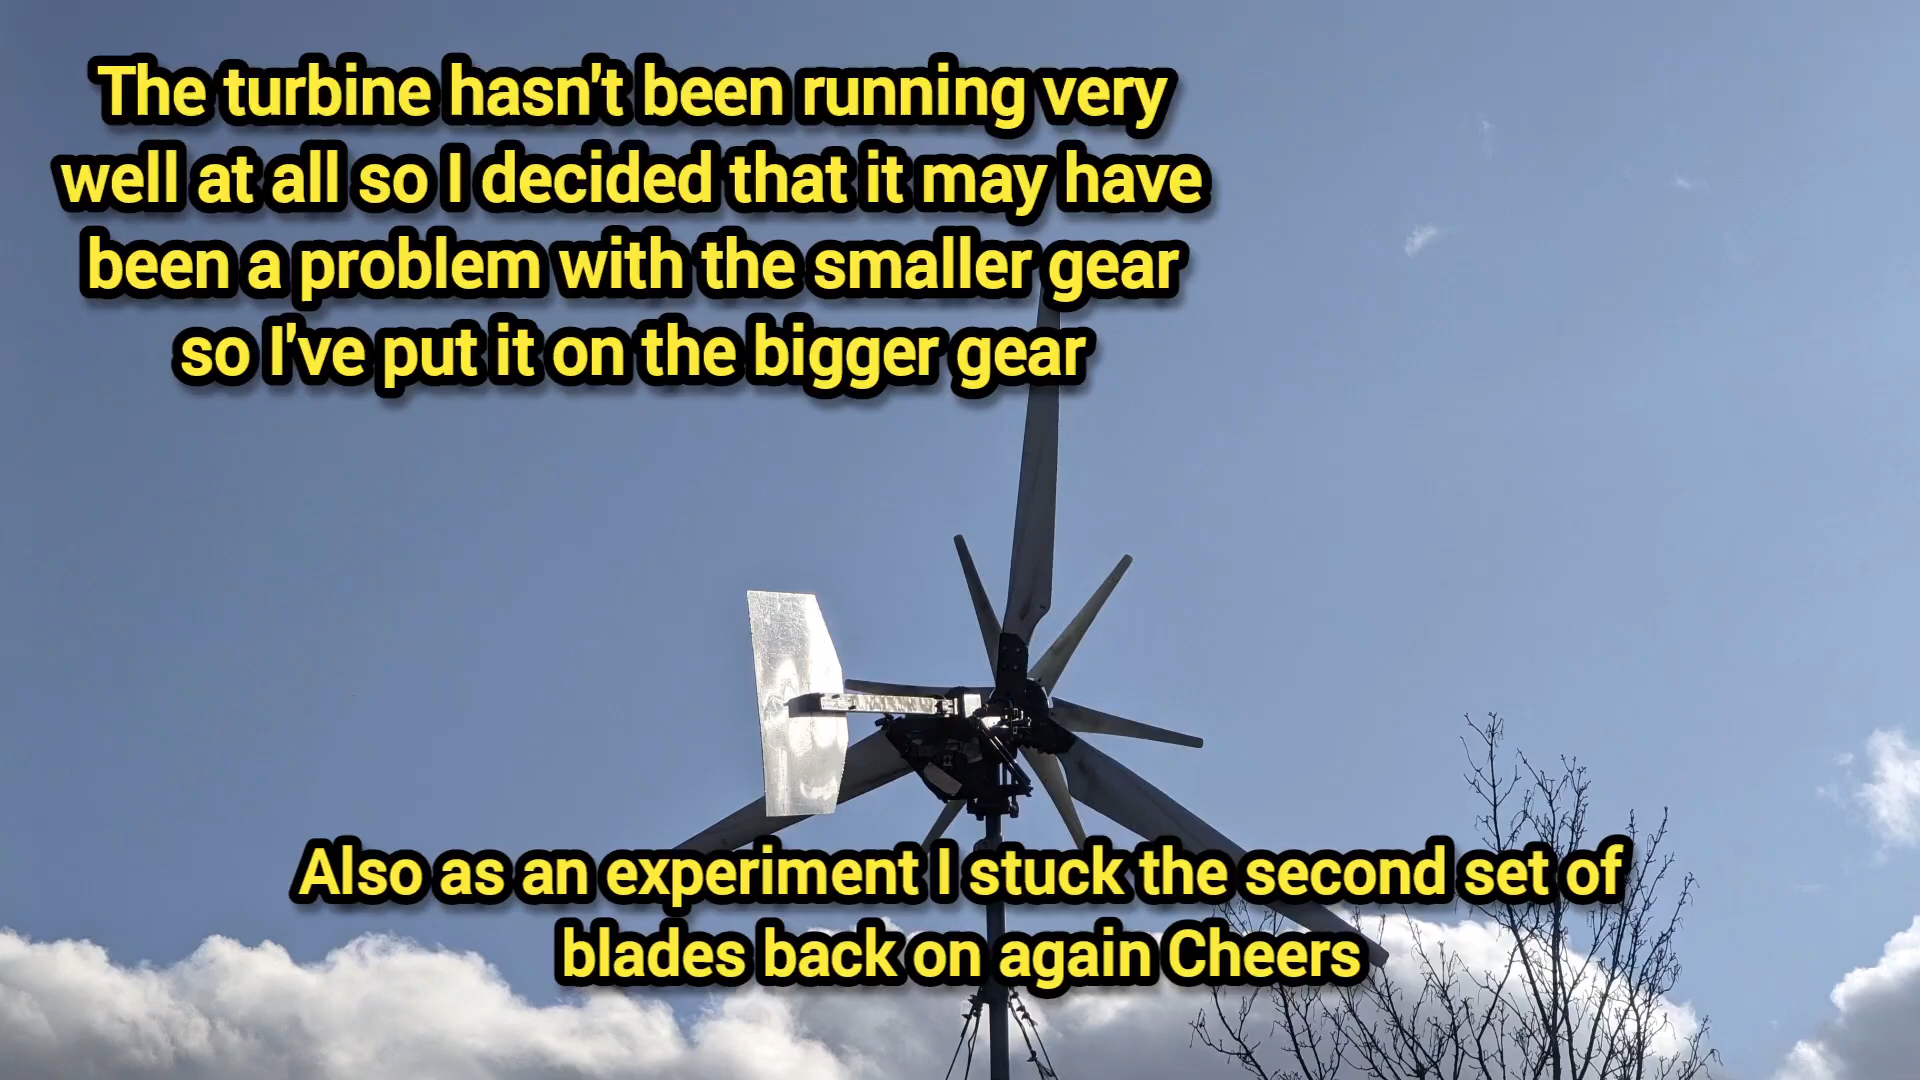 The turbine hasn't been running very
well at all so I decided that it may have
been a problem with the smaller gear
so I've put it on the bigger gear
Also as an experiment I stuck the second set of
blades back on again Cheers